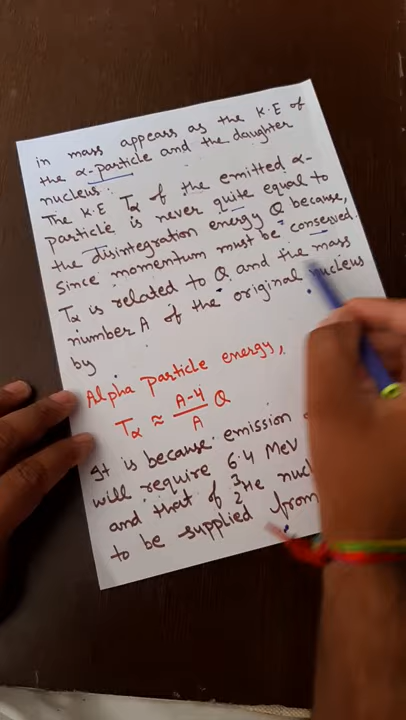 in mass appears as the K.E of
the α-particle and the daughter
nucleus.
The K.E Tα of the emitted α-
particle is never quite equal to
the disintegration energy Q because,
since momentum must be conserved.
Tα is related to Q and the mass
number A of the original nucleus
by
Alpha particle energy,
Tα ≈ A-4/A Q
It is because emission
will require 6.4 MeV
and that of ³₂He
to be supplied from